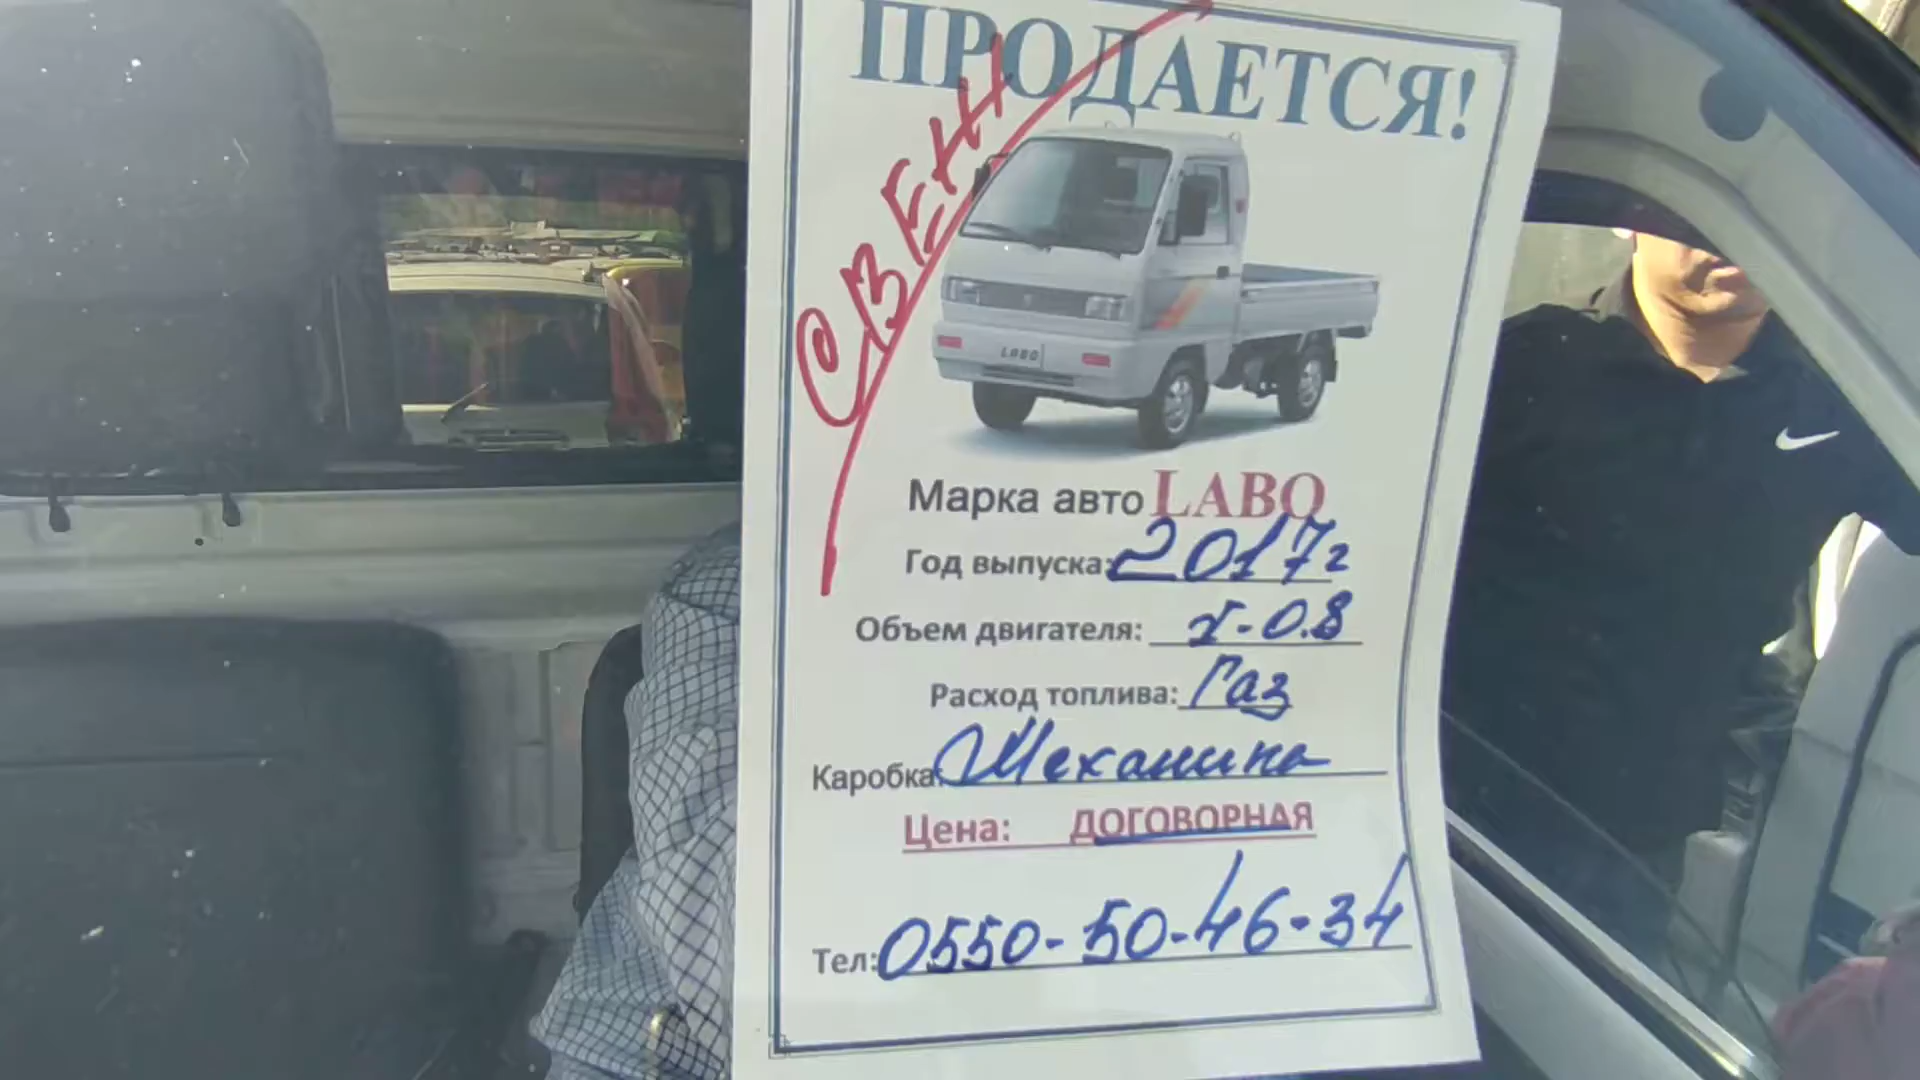 ПРОДАЕТСЯ!
СВЕЖ
LABO
Марка авто LABO
Год выпуска: 2017г
Объем двигателя: x-0.8
Расход топлива: Газ
Каробка: Механика
Цена: ДОГОВОРНАЯ
Тел: 0550-50-46-34